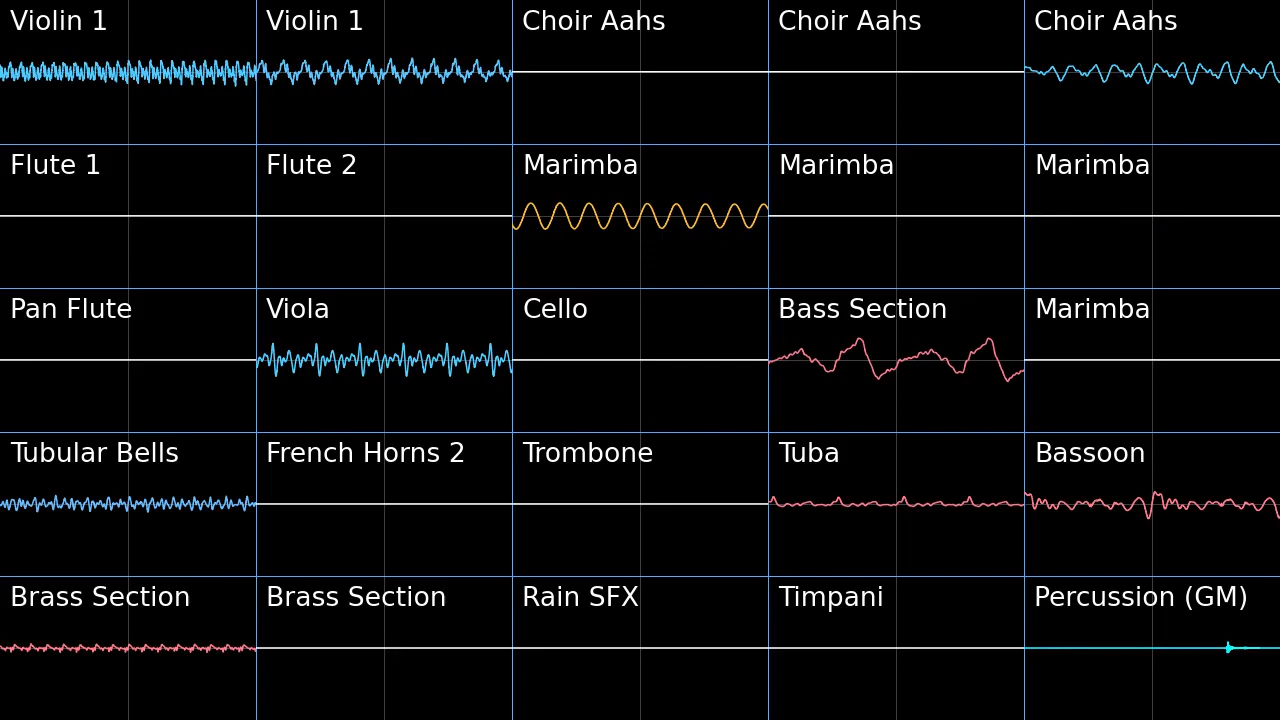 Violin 1
Violin 1
Choir Aahs
Choir Aahs
Choir Aahs
Flute 1
Flute 2
Marimba
Marimba
Marimba
Pan Flute
Viola
Cello
Bass Section
Marimba
Tubular Bells
French Horns 2
Trombone
Tuba
Bassoon
Brass Section
Brass Section
Rain SFX
Timpani
Percussion (GM)